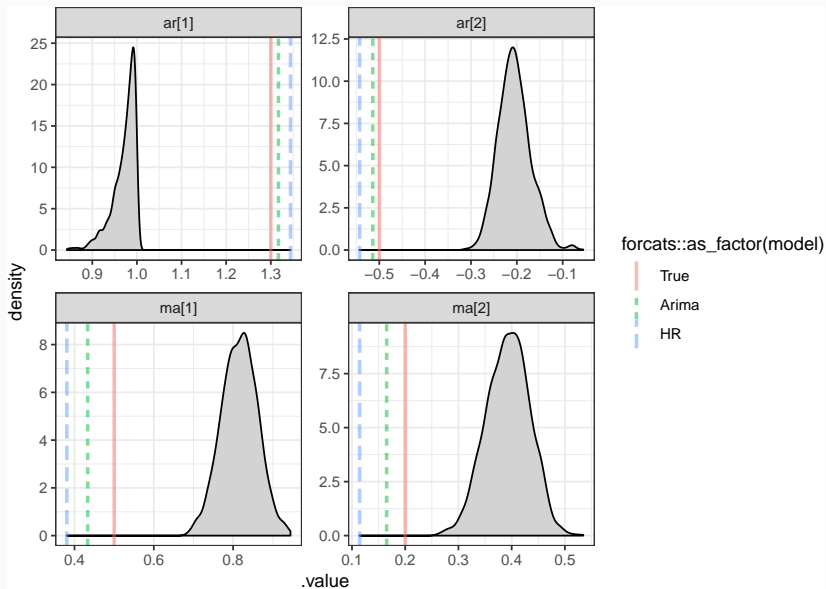 ar[1]
ar[2]
25
20
15
10
5
0
0.9 1.0 1.1 1.2 1.3
12.5
10.0
7.5
5.0
2.5
0.0
−0.5 −0.4 −0.3 −0.2 −0.1
density
ma[1]
ma[2]
8
6
4
2
0
0.4 0.6 0.8
7.5
5.0
2.5
0.0
0.1 0.2 0.3 0.4 0.5
.value
forcats::as_factor(model)
True
Arima
HR